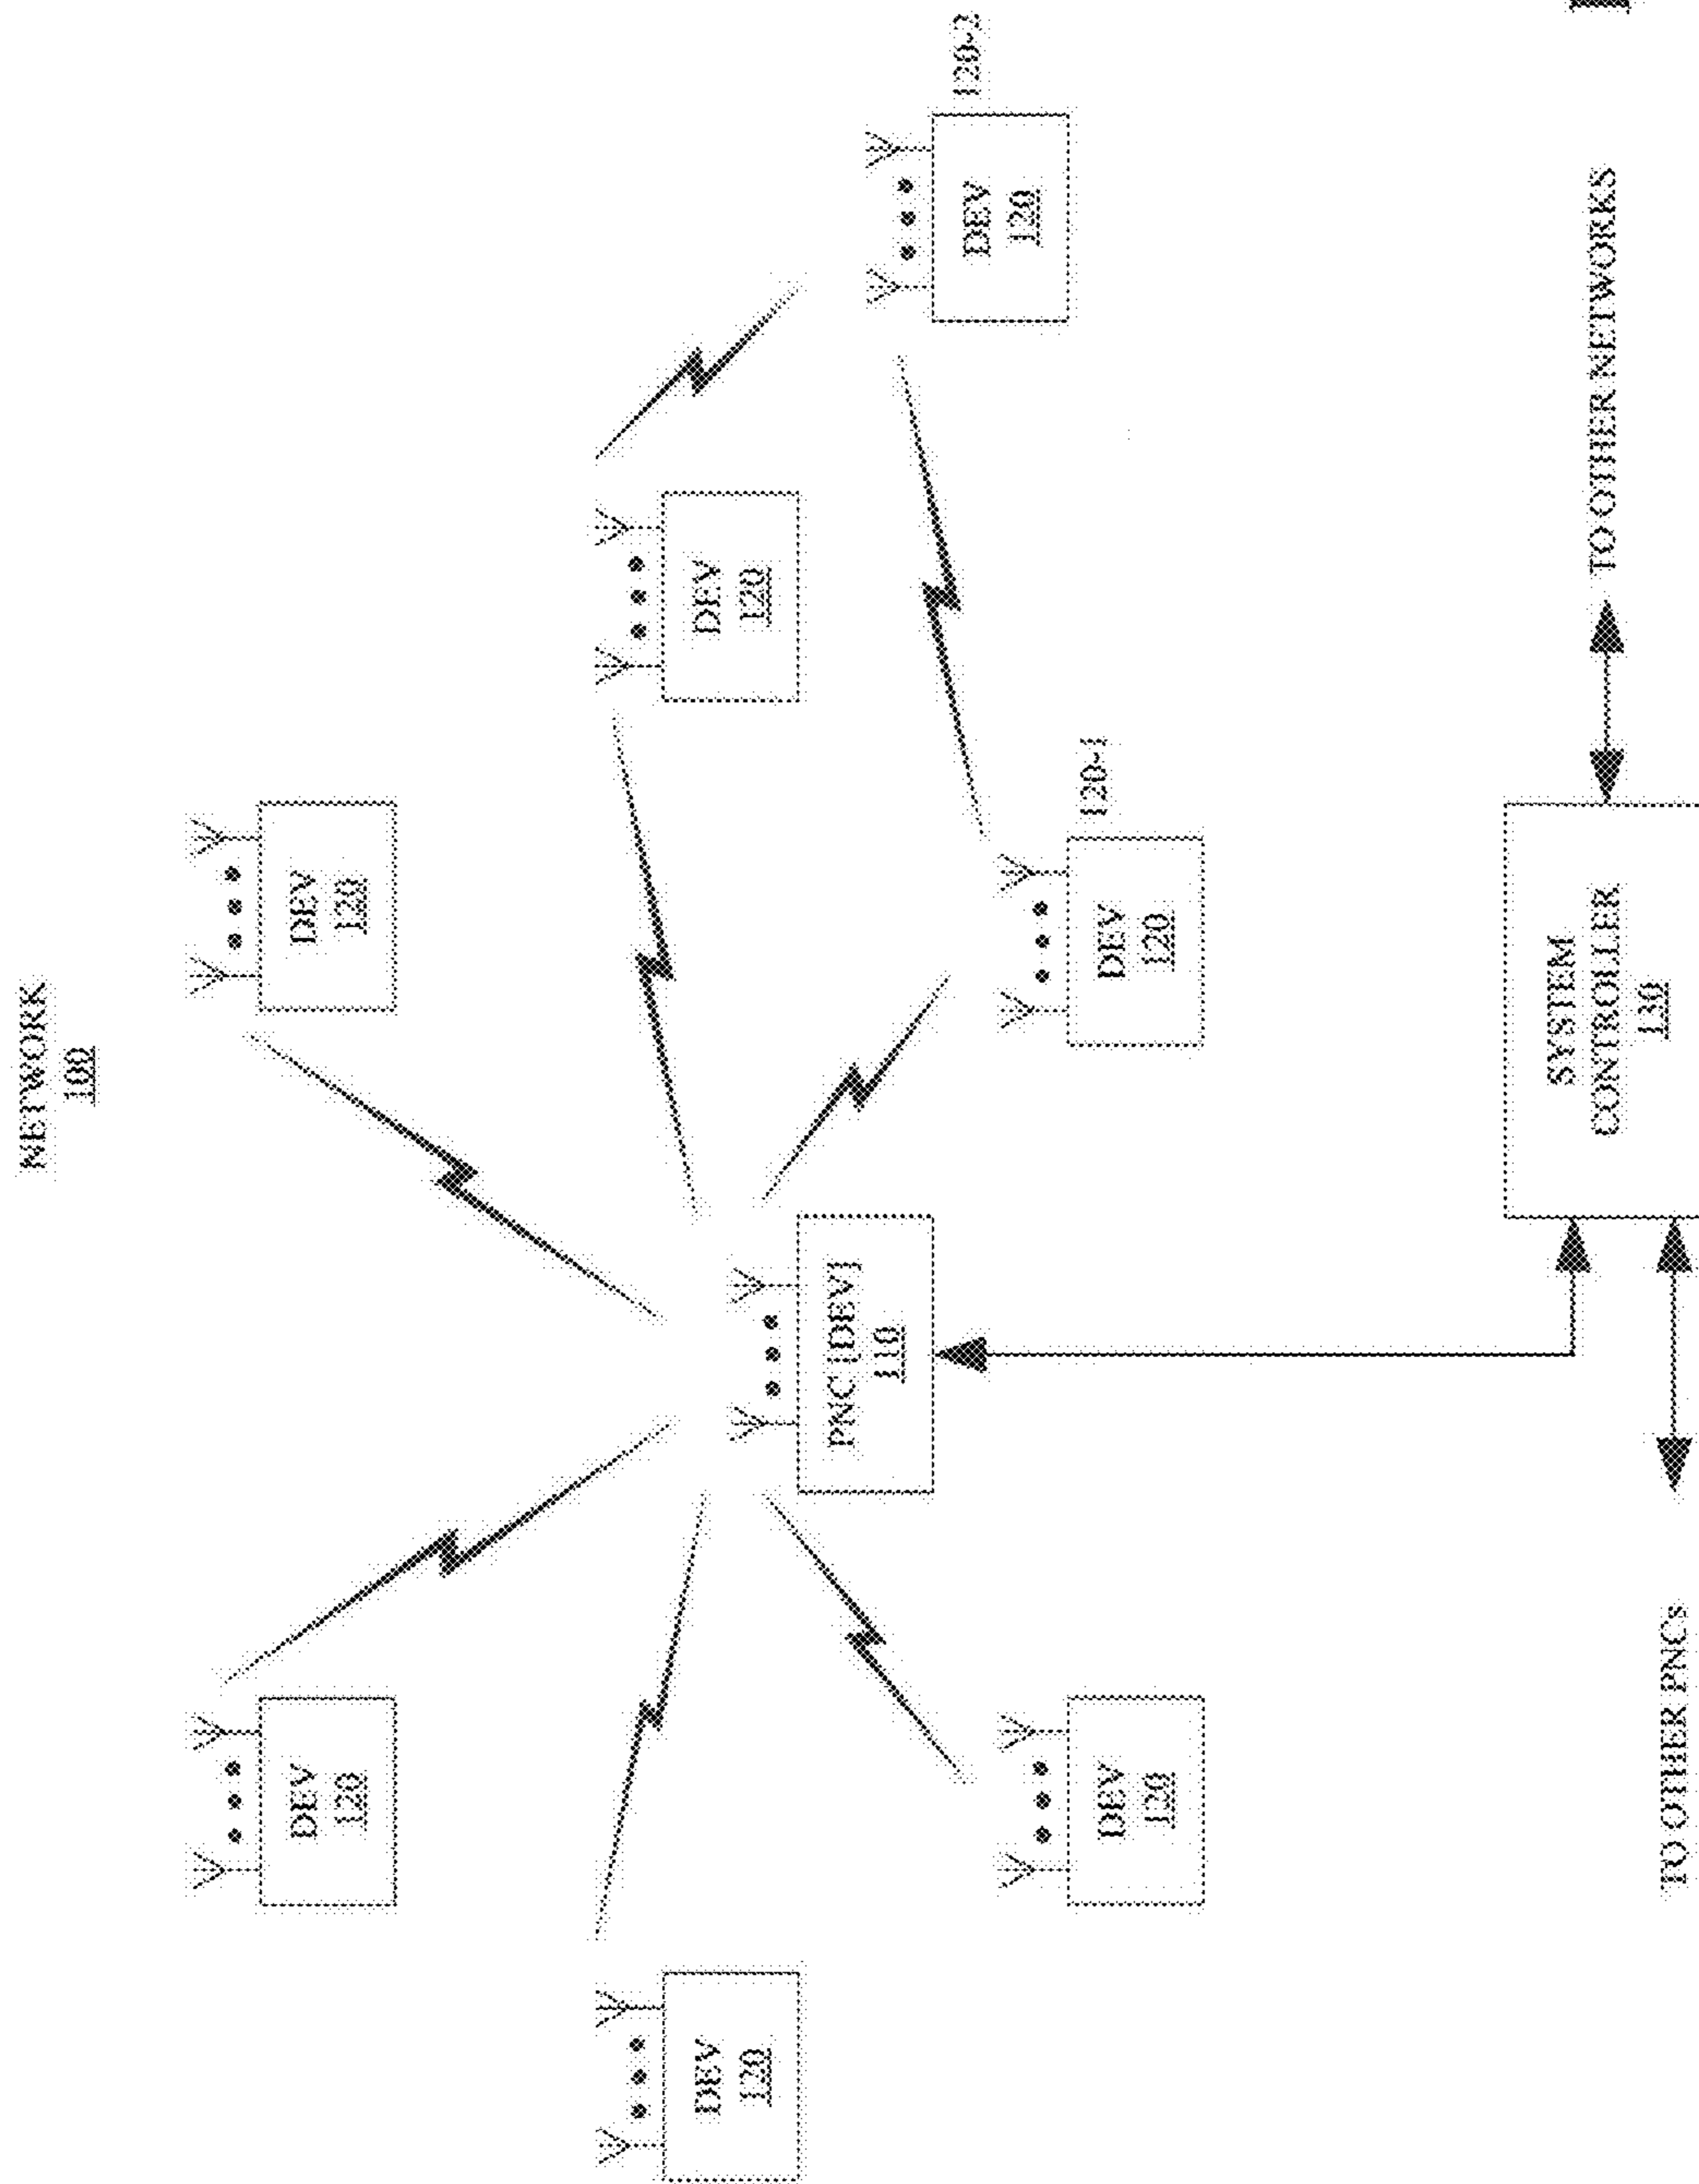 NETWORK
100
DEV
120
DEV
120
DEV
120
DEV
120
PNC [DEV]
110
120-2
DEV
120
DEV
120
120-1
DEV
120
SYSTEM
CONTROLLER
130
TO OTHER NETWORKS
TO OTHER PNCs